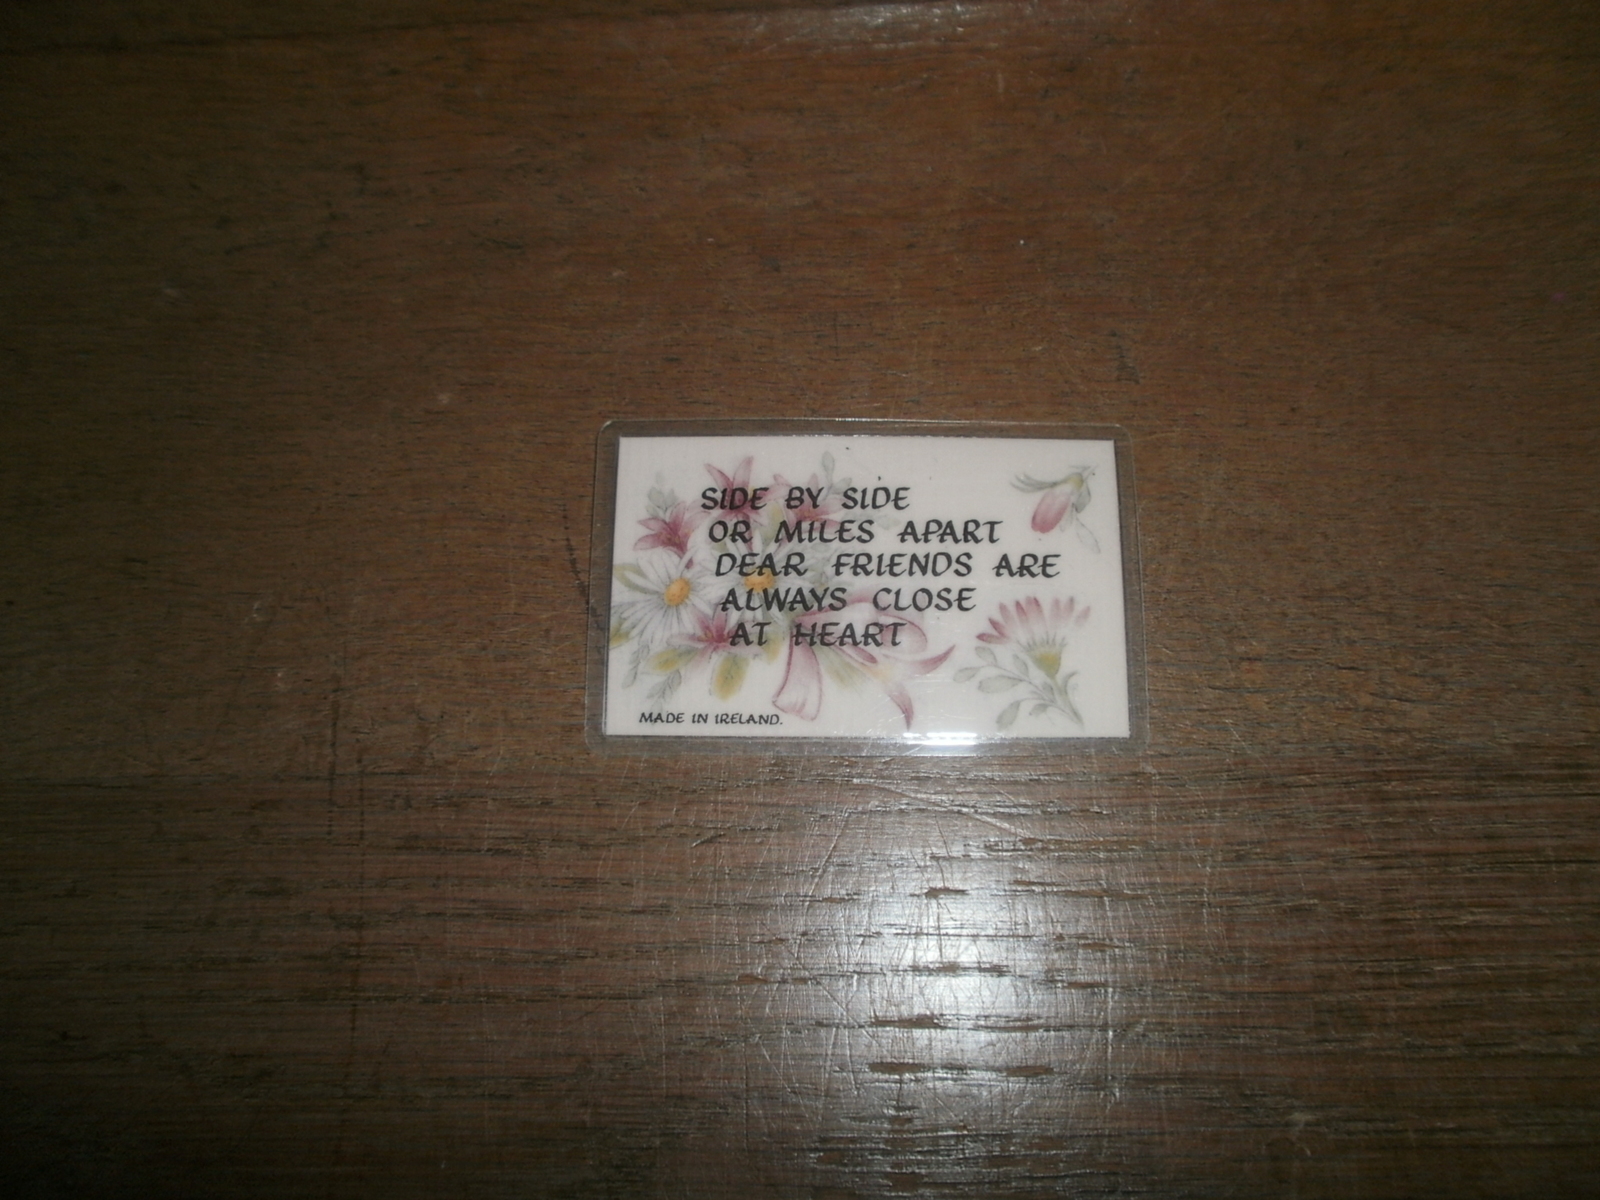 SIDE BY SIDE
OR MILES APART
DEAR FRIENDS ARE
ALWAYS CLOSE
AT HEART
MADE IN IRELAND.